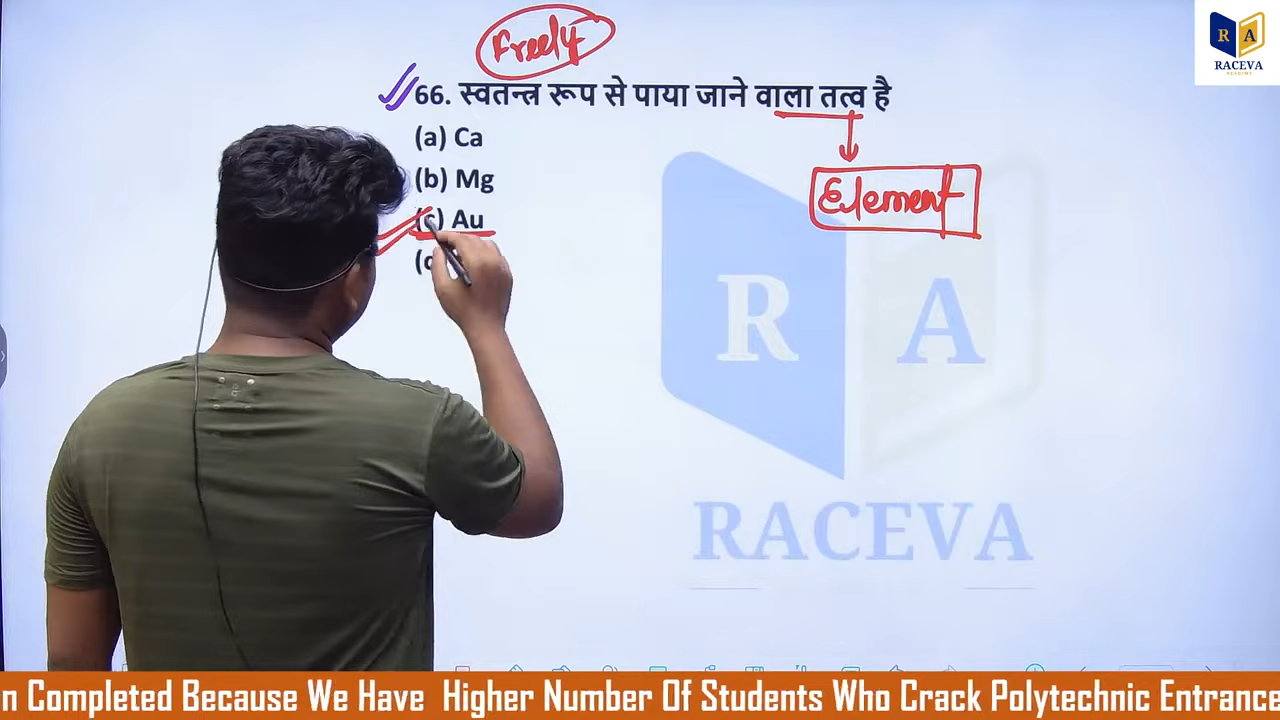 Freely
66. स्वतन्त्र रूप से पाया जाने वाला तत्व है
(a) Ca
(b) Mg
(c) Au
Element
R A
RACEVA
ACADEMY
R A
RACEVA
n Completed Because We Have Higher Number Of Students Who Crack Polytechnic Entrance